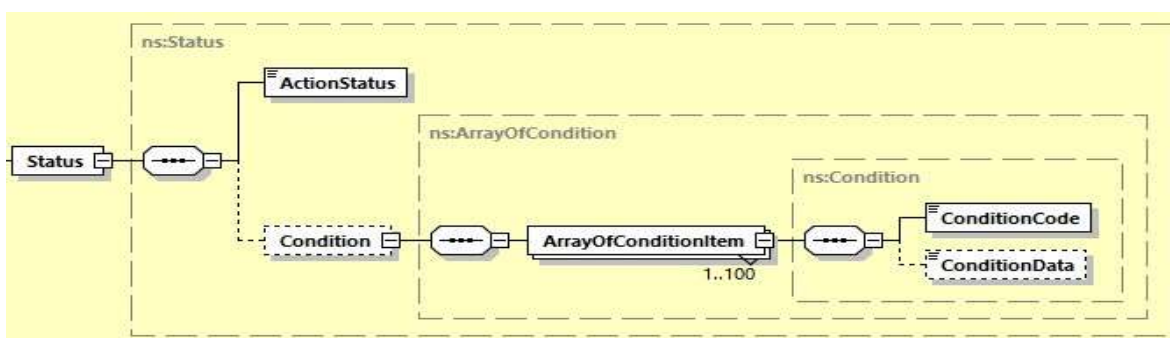 ns:Status
ActionStatus
ns:ArrayOfCondition
Status
ns:Condition
ConditionCode
Condition
ArrayOfConditionItem
ConditionData
1..100